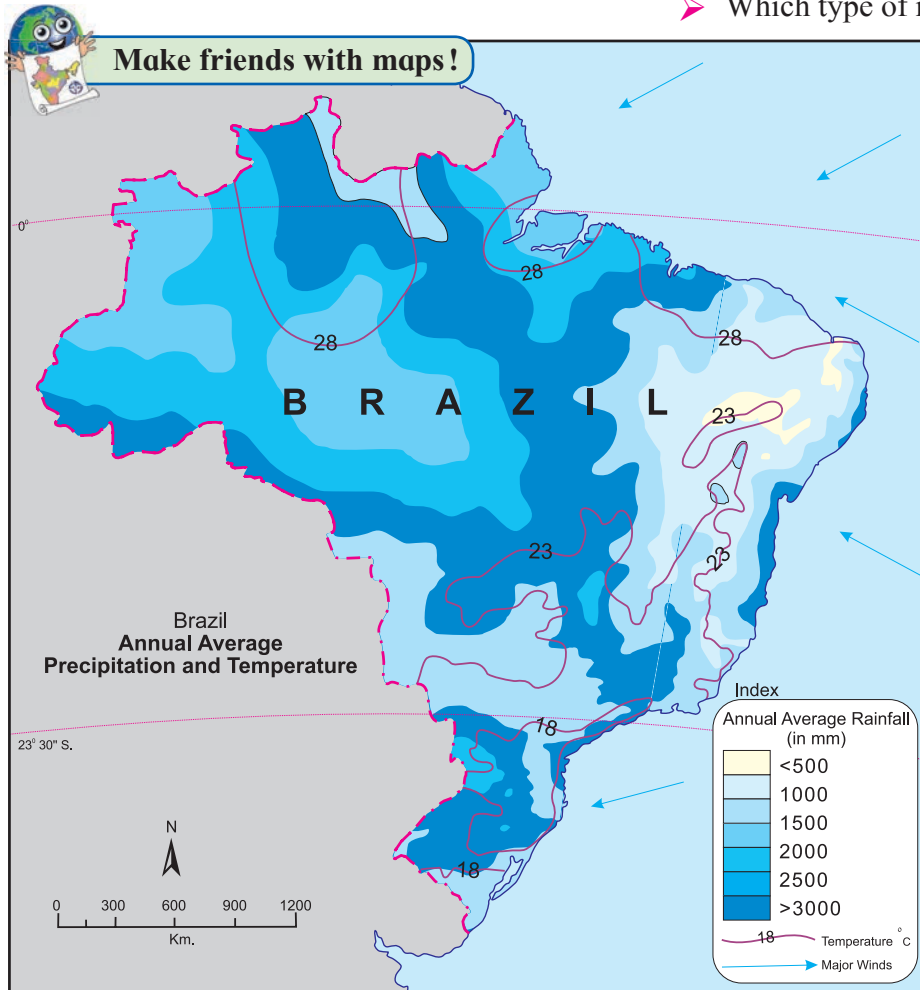 Which type of
Make friends with maps!
0°
28
28
28
BRAZIL
23
23
23
Brazil
Annual Average
Precipitation and Temperature
18
23° 30" S.
18
N
0 300 600 900 1200
Km.
Index
Annual Average Rainfall
(in mm)
<500
1000
1500
2000
2500
>3000
18 Temperature °C
Major Winds